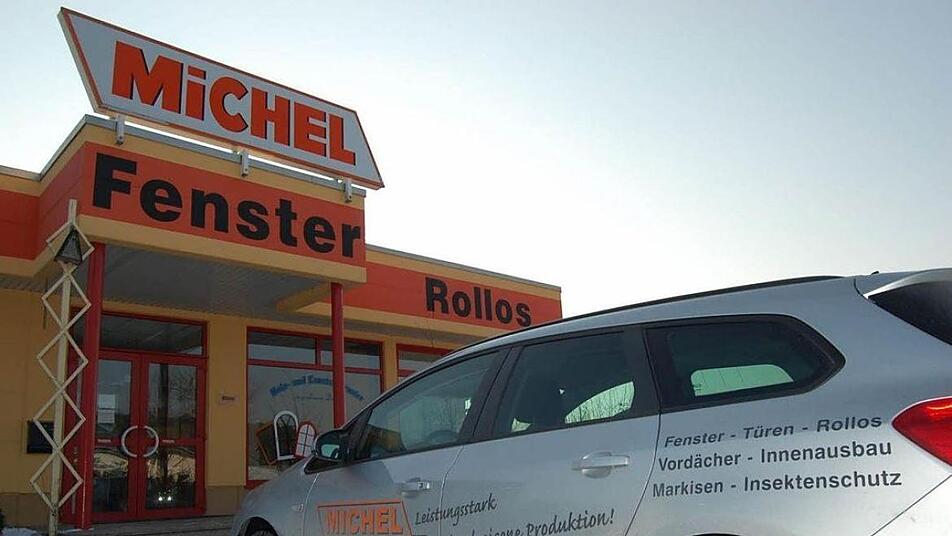 MiCHEL
Fenster
Rollos
Fenster - Türen - Rollos
Vordächer - Innenausbau
Markisen - Insektenschutz
MICHEL
Leistungsstark
Produktion!